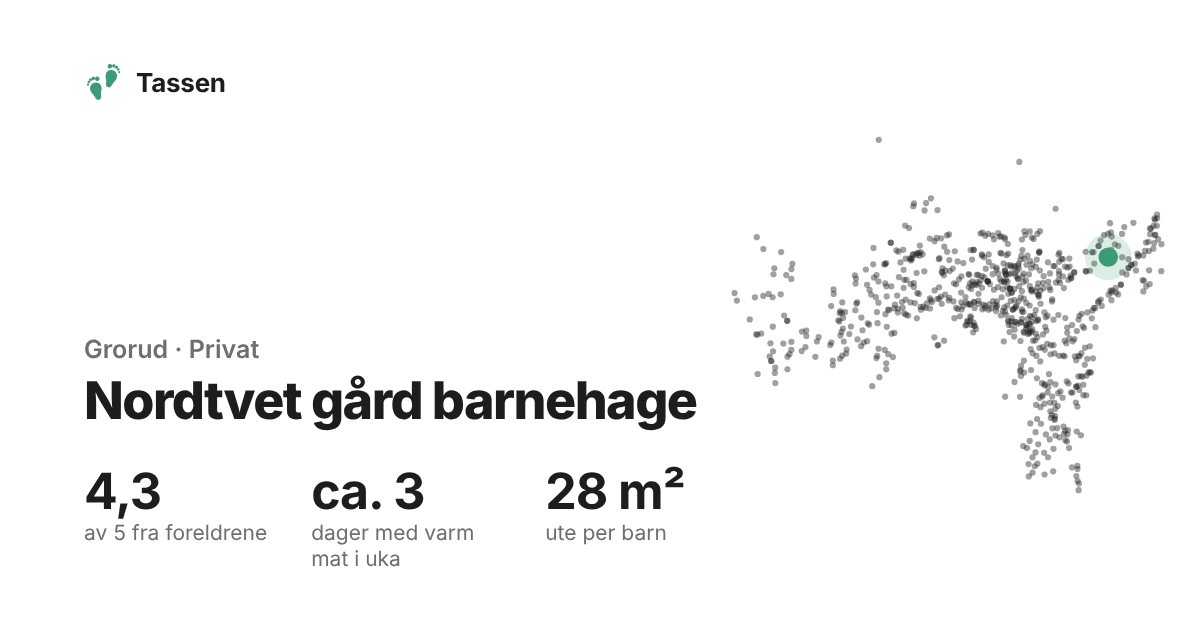 Tassen
Grorud · Privat
Nordtvet gård barnehage
4,3
av 5 fra foreldrene
ca. 3
dager med varm
mat i uka
28 m²
ute per barn